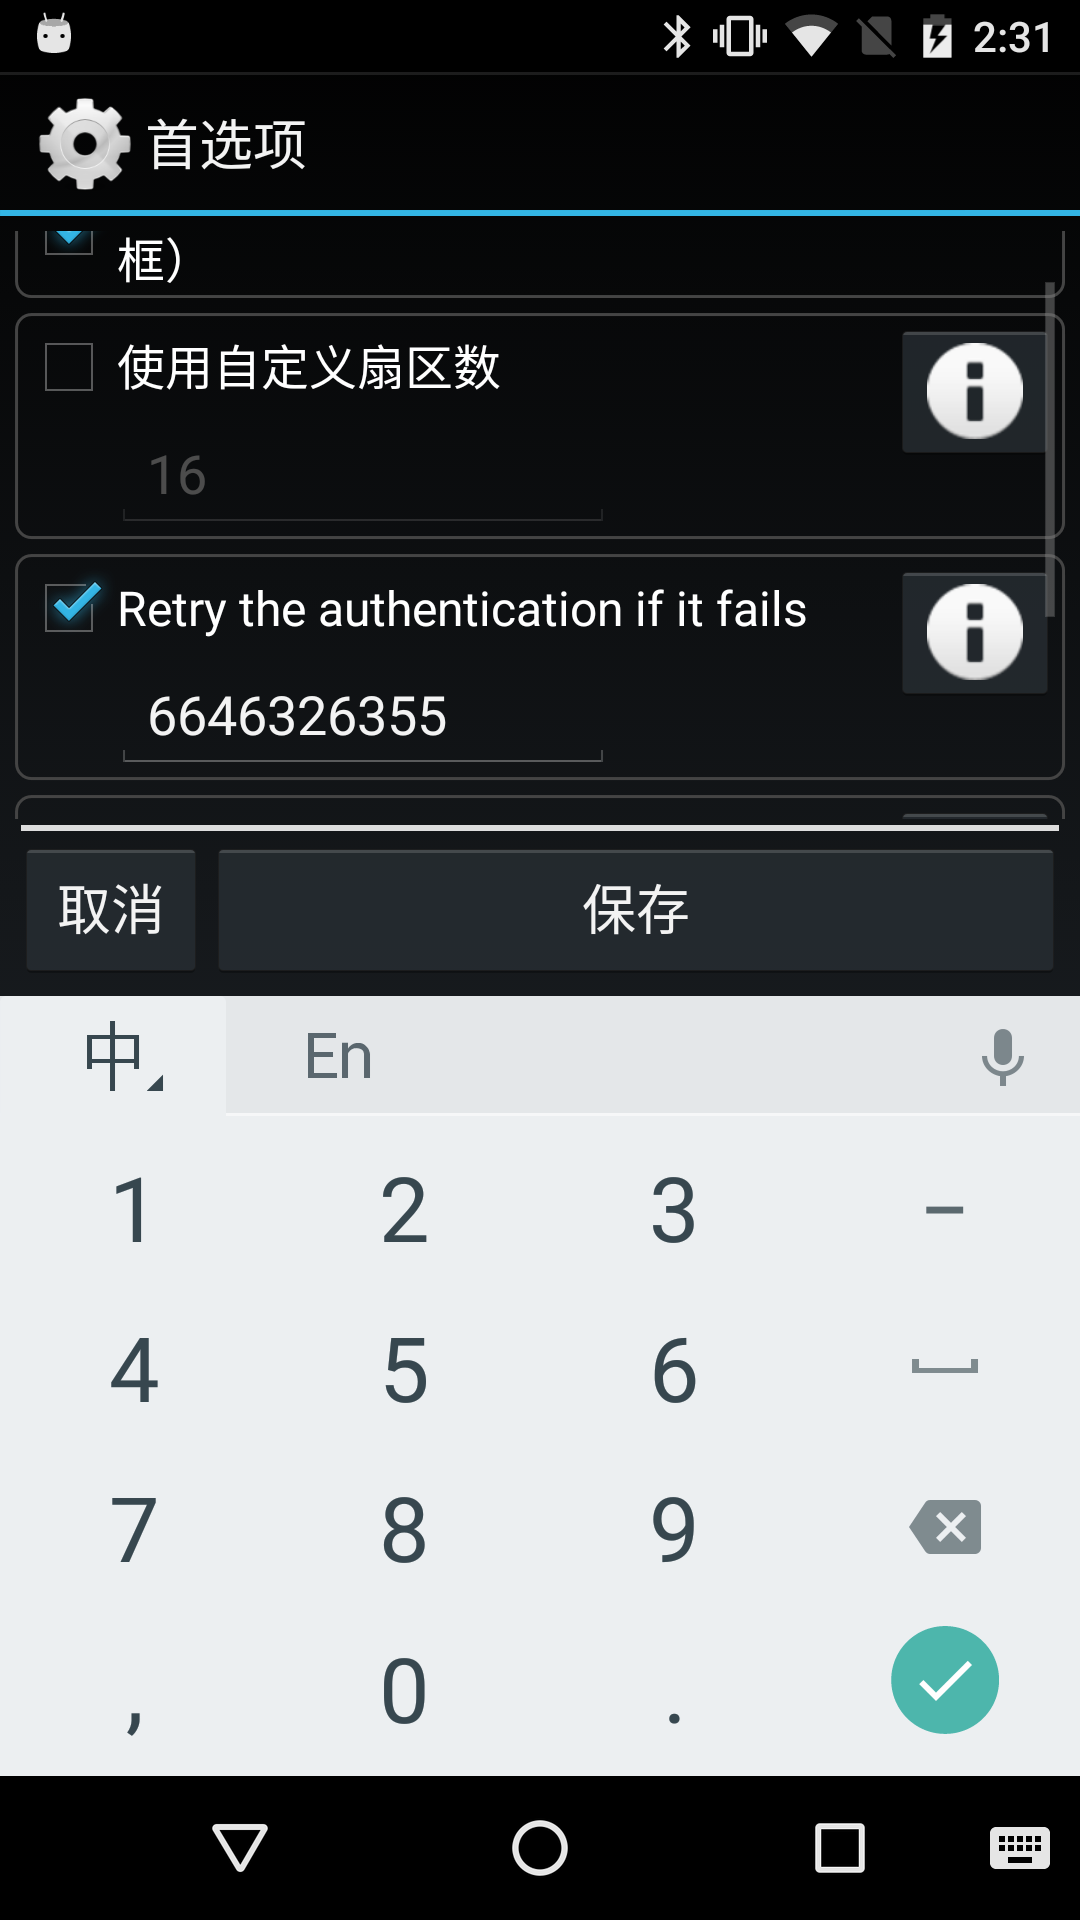 2:31
首选项
框）
使用自定义扇区数
16
Retry the authentication if it fails
6646326355
取消
保存
中
En
1 2 3 –
4 5 6
7 8 9
, 0 .